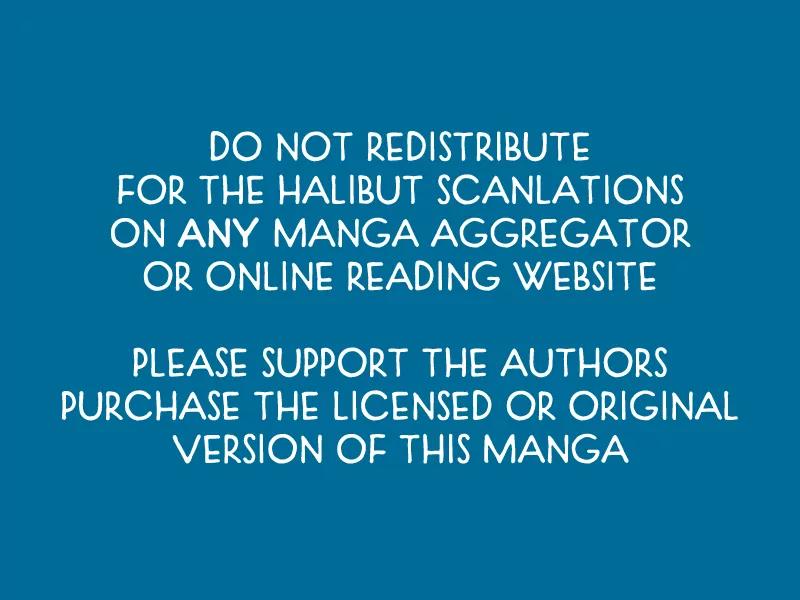 DO NOT REDISTRIBUTE
FOR THE HALIBUT SCANLATIONS
ON ANY MANGA AGGREGATOR
OR ONLINE READING WEBSITE
PLEASE SUPPORT THE AUTHORS
PURCHASE THE LICENSED OR ORIGINAL
VERSION OF THIS MANGA